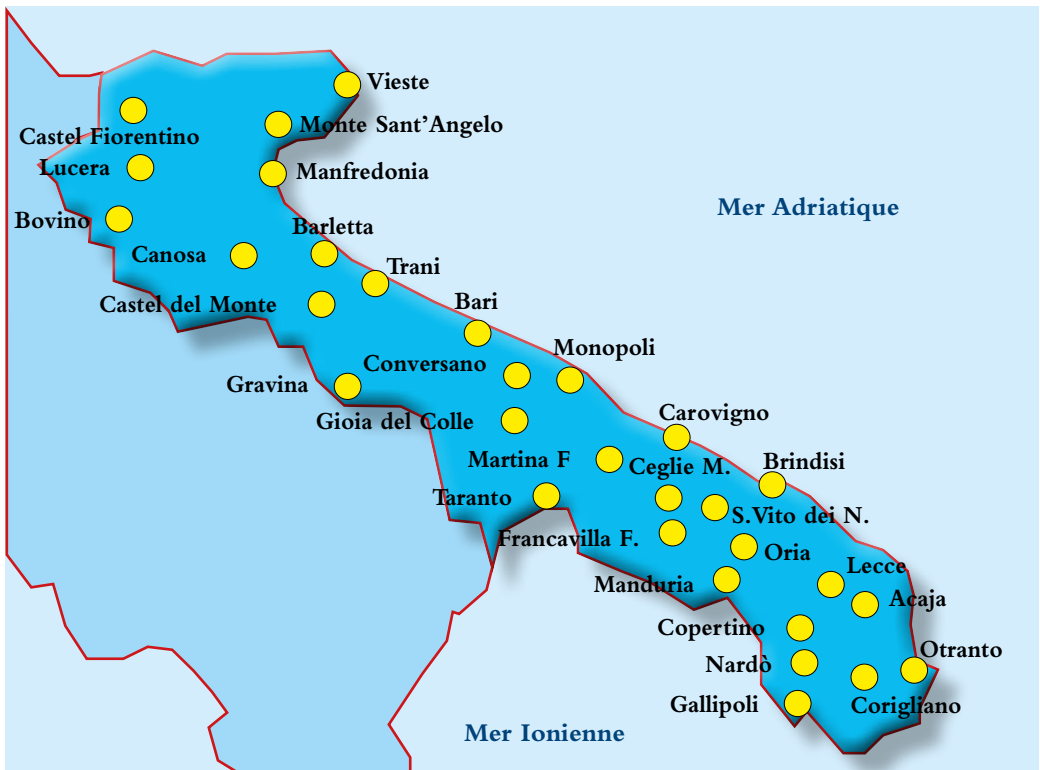 Vieste
Castel Fiorentino
Monte Sant'Angelo
Lucera
Manfredonia
Mer Adriatique
Bovino
Barletta
Canosa
Trani
Castel del Monte
Bari
Monopoli
Conversano
Gravina
Carovigno
Gioia del Colle
Martina F
Ceglie M.
Brindisi
Taranto
S.Vito dei N.
Francavilla F.
Oria
Lecce
Manduria
Acaja
Copertino
Otranto
Nardò
Gallipoli
Corigliano
Mer Ionienne